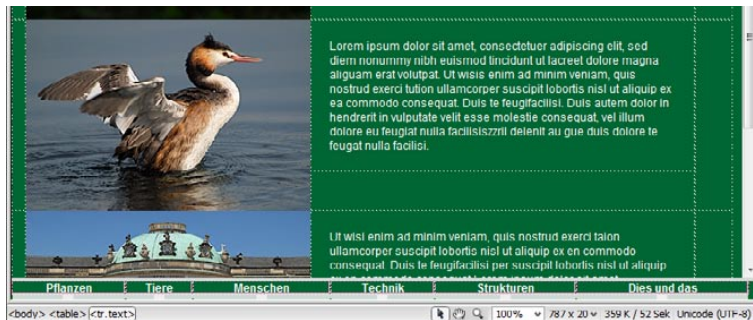 Lorem ipsum dolor sit amet, consectetuer adipiscing elit, sed
diem nonummy nibh euismod tincidunt ut lacreet dolore magna
aliguam erat volutpat. Ut wisis enim ad minim veniam, quis
nostrud exerci tution ullamcorper suscipit lobortis nisl ut aliquip ex
ea commodo consequat. Duis te feugifacilisi. Duis autem dolor in
hendrerit in vulputate velit esse molestie consequat, vel illum
dolore eu feugiat nulla facilisiszzril delenit au gue duis dolore te
feugat nulla facilisi.
Ut wisi enim ad minim veniam, quis nostrud exerci taion
ullamcorper suscipit lobortis nisl ut aliquip ex en commodo
consequat. Duis te feugifacilisi per suscipit lobortis nisl ut aliquip
Pflanzen Tiere Menschen Technik Strukturen Dies und das
<body> <table> <tr.text> 100% 787 x 20 359 K / 52 Sek Unicode (UTF-8)